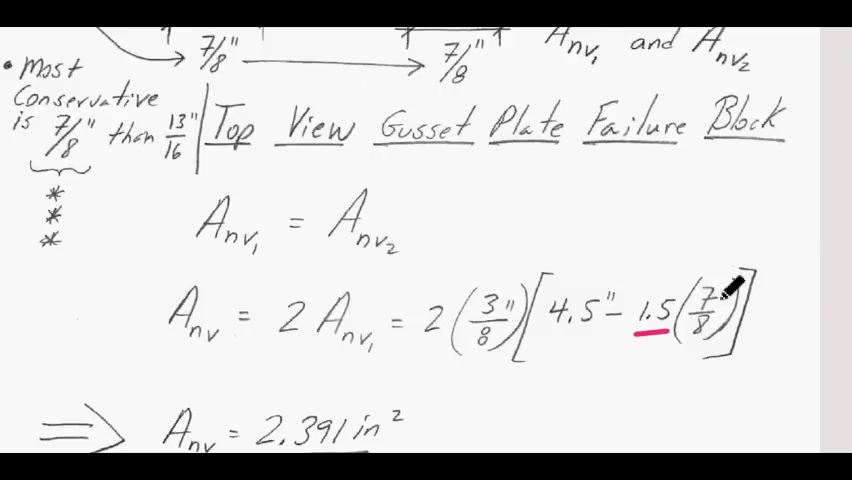 7/8" 7/8" Anv1 and Anv2
• Most
Conservative
is 7/8" than 13/16"
Top View Gusset Plate Failure Block
***
Anv1 = Anv2
Anv = 2 Anv1 = 2 (3/8") [4.5" - 1.5 (7/8)]
⇒ Anv = 2.391 in²